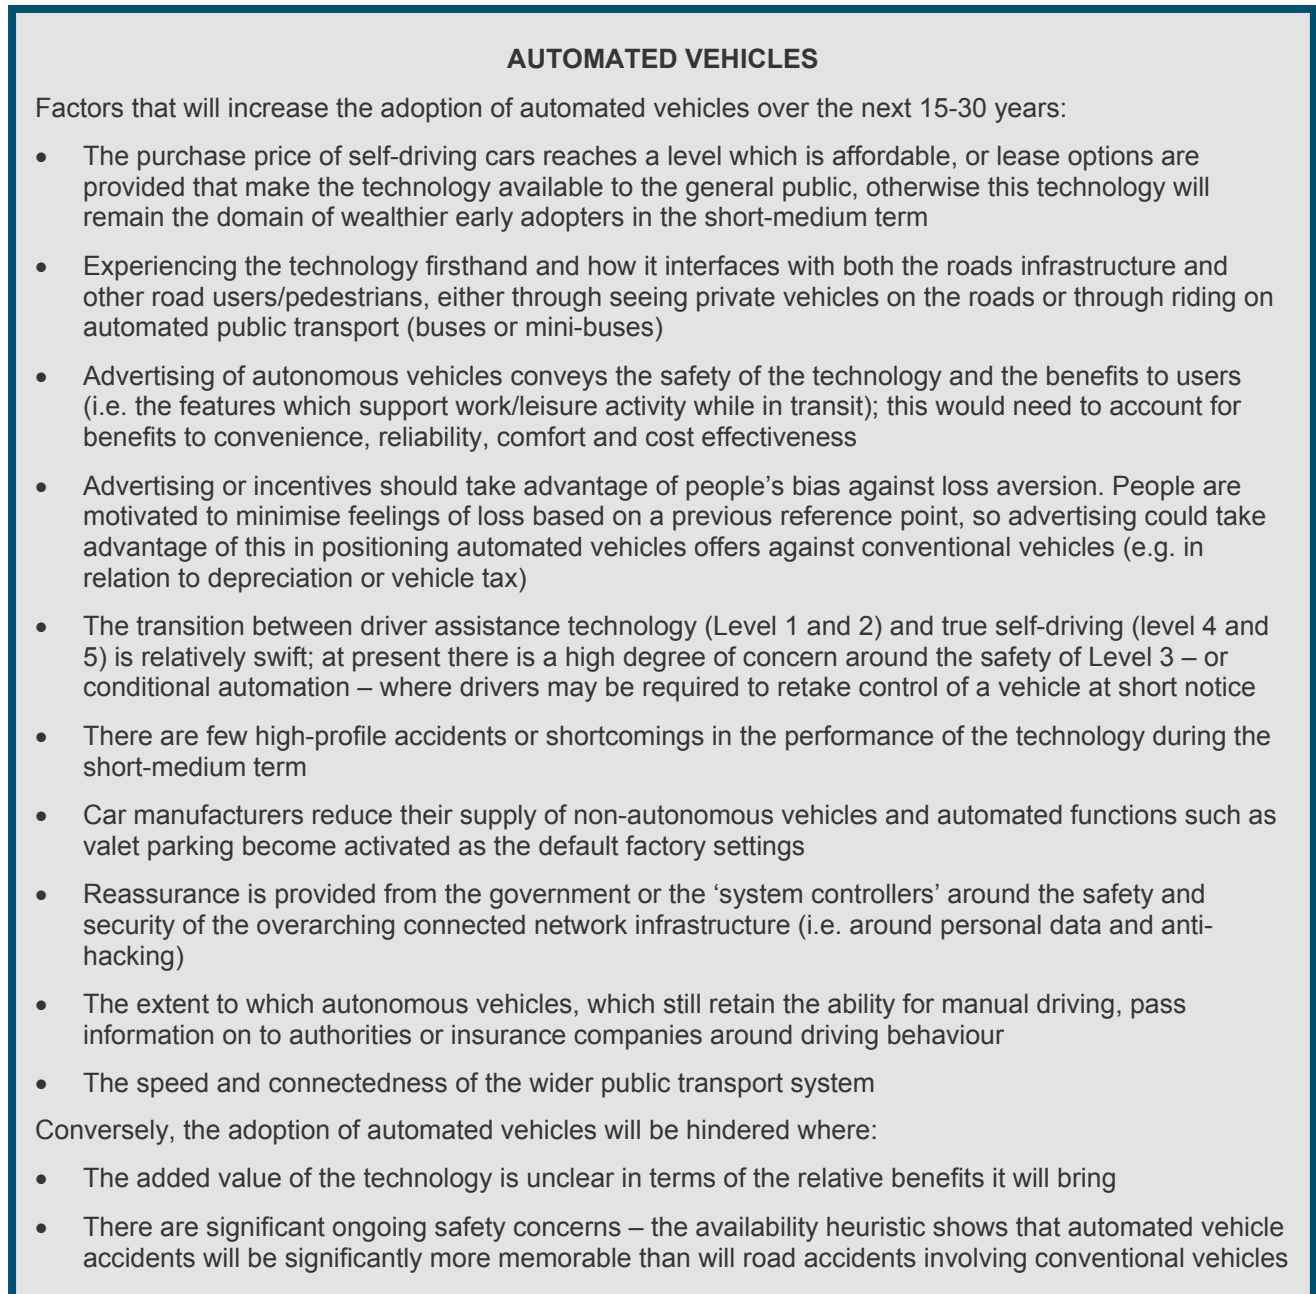 AUTOMATED VEHICLES
Factors that will increase the adoption of automated vehicles over the next 15-30 years:
• The purchase price of self-driving cars reaches a level which is affordable, or lease options are
provided that make the technology available to the general public, otherwise this technology will
remain the domain of wealthier early adopters in the short-medium term
• Experiencing the technology firsthand and how it interfaces with both the roads infrastructure and
other road users/pedestrians, either through seeing private vehicles on the roads or through riding on
automated public transport (buses or mini-buses)
• Advertising of autonomous vehicles conveys the safety of the technology and the benefits to users
(i.e. the features which support work/leisure activity while in transit); this would need to account for
benefits to convenience, reliability, comfort and cost effectiveness
• Advertising or incentives should take advantage of people’s bias against loss aversion. People are
motivated to minimise feelings of loss based on a previous reference point, so advertising could take
advantage of this in positioning automated vehicles offers against conventional vehicles (e.g. in
relation to depreciation or vehicle tax)
• The transition between driver assistance technology (Level 1 and 2) and true self-driving (level 4 and
5) is relatively swift; at present there is a high degree of concern around the safety of Level 3 – or
conditional automation – where drivers may be required to retake control of a vehicle at short notice
• There are few high-profile accidents or shortcomings in the performance of the technology during the
short-medium term
• Car manufacturers reduce their supply of non-autonomous vehicles and automated functions such as
valet parking become activated as the default factory settings
• Reassurance is provided from the government or the ‘system controllers’ around the safety and
security of the overarching connected network infrastructure (i.e. around personal data and anti-
hacking)
• The extent to which autonomous vehicles, which still retain the ability for manual driving, pass
information on to authorities or insurance companies around driving behaviour
• The speed and connectedness of the wider public transport system
Conversely, the adoption of automated vehicles will be hindered where:
• The added value of the technology is unclear in terms of the relative benefits it will bring
• There are significant ongoing safety concerns – the availability heuristic shows that automated vehicle
accidents will be significantly more memorable than will road accidents involving conventional vehicles